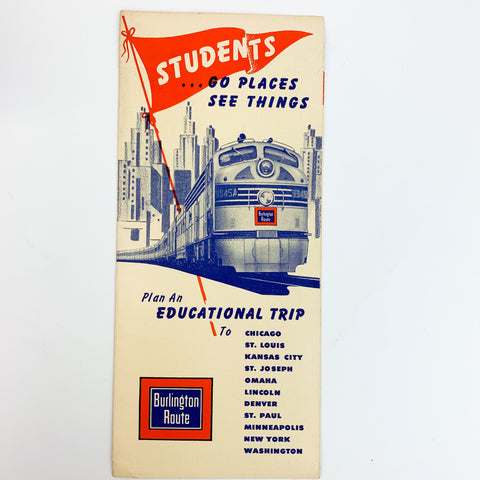 STUDENTS
...GO PLACES
SEE THINGS
Burlington
Route
Plan An
EDUCATIONAL TRIP
To
CHICAGO
ST. LOUIS
KANSAS CITY
ST. JOSEPH
OMAHA
LINCOLN
DENVER
ST. PAUL
MINNEAPOLIS
NEW YORK
WASHINGTON
Burlington
Route